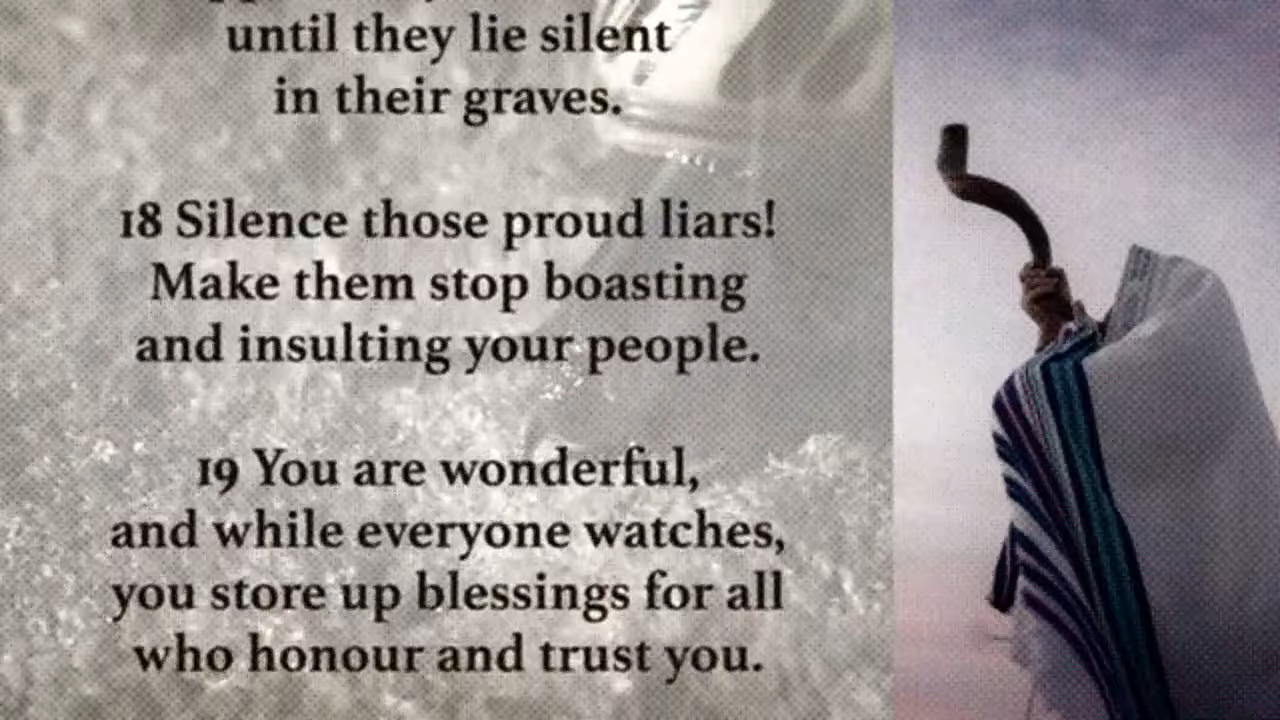 until they lie silent
in their graves.
18 Silence those proud liars!
Make them stop boasting
and insulting your people.
19 You are wonderful,
and while everyone watches,
you store up blessings for all
who honour and trust you.